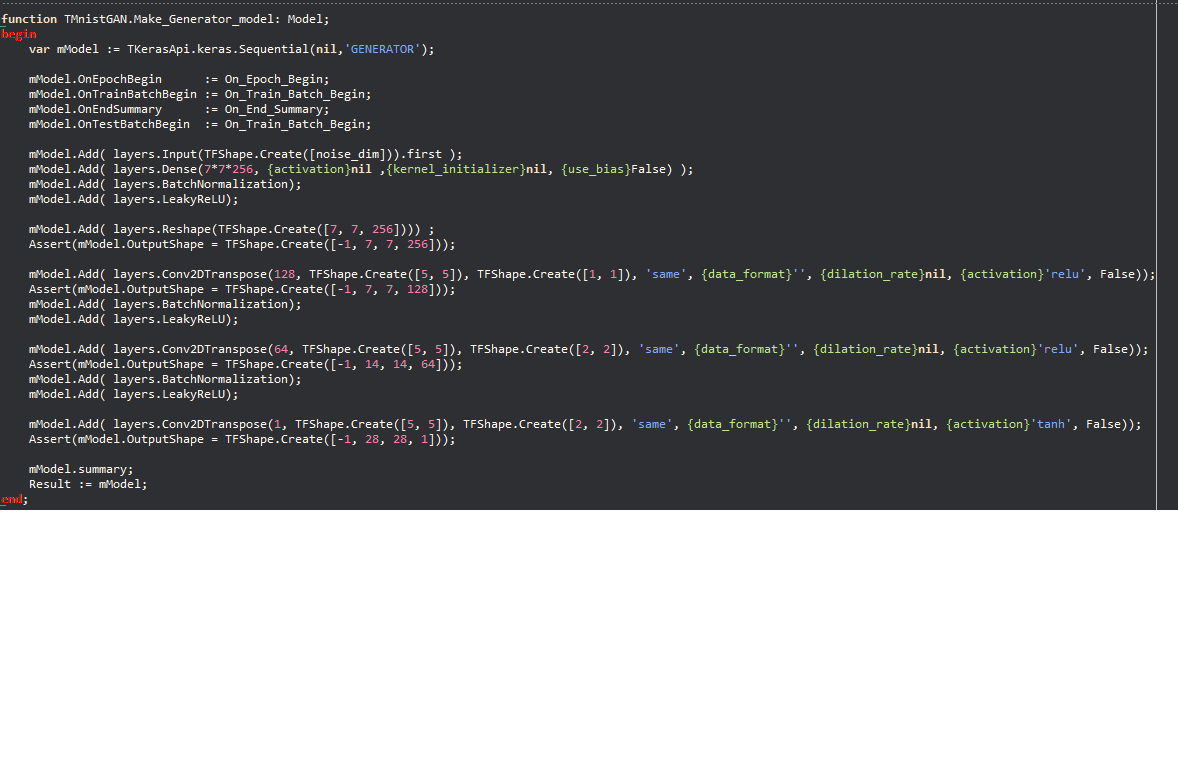 function TMnistGAN.Make_Generator_model: Model;
begin
    var mModel := TKerasApi.keras.Sequential(nil,'GENERATOR');
    mModel.OnEpochBegin      := On_Epoch_Begin;
    mModel.OnTrainBatchBegin := On_Train_Batch_Begin;
    mModel.OnEndSummary      := On_End_Summary;
    mModel.OnTestBatchBegin  := On_Train_Batch_Begin;
    mModel.Add( layers.Input(TFShape.Create([noise_dim])).first );
    mModel.Add( layers.Dense(7*7*256, {activation}nil ,{kernel_initializer}nil, {use_bias}False) );
    mModel.Add( layers.BatchNormalization);
    mModel.Add( layers.LeakyReLU);
    mModel.Add( layers.Reshape(TFShape.Create([7, 7, 256]))) ;
    Assert(mModel.OutputShape = TFShape.Create([-1, 7, 7, 256]));
    mModel.Add( layers.Conv2DTranspose(128, TFShape.Create([5, 5]), TFShape.Create([1, 1]), 'same', {data_format}'', {dilation_rate}nil, {activation}'relu', False));
    Assert(mModel.OutputShape = TFShape.Create([-1, 7, 7, 128]));
    mModel.Add( layers.BatchNormalization);
    mModel.Add( layers.LeakyReLU);
    mModel.Add( layers.Conv2DTranspose(64, TFShape.Create([5, 5]), TFShape.Create([2, 2]), 'same', {data_format}'', {dilation_rate}nil, {activation}'relu', False));
    Assert(mModel.OutputShape = TFShape.Create([-1, 14, 14, 64]));
    mModel.Add( layers.BatchNormalization);
    mModel.Add( layers.LeakyReLU);
    mModel.Add( layers.Conv2DTranspose(1, TFShape.Create([5, 5]), TFShape.Create([2, 2]), 'same', {data_format}'', {dilation_rate}nil, {activation}'tanh', False));
    Assert(mModel.OutputShape = TFShape.Create([-1, 28, 28, 1]));
    mModel.summary;
    Result := mModel;
end;